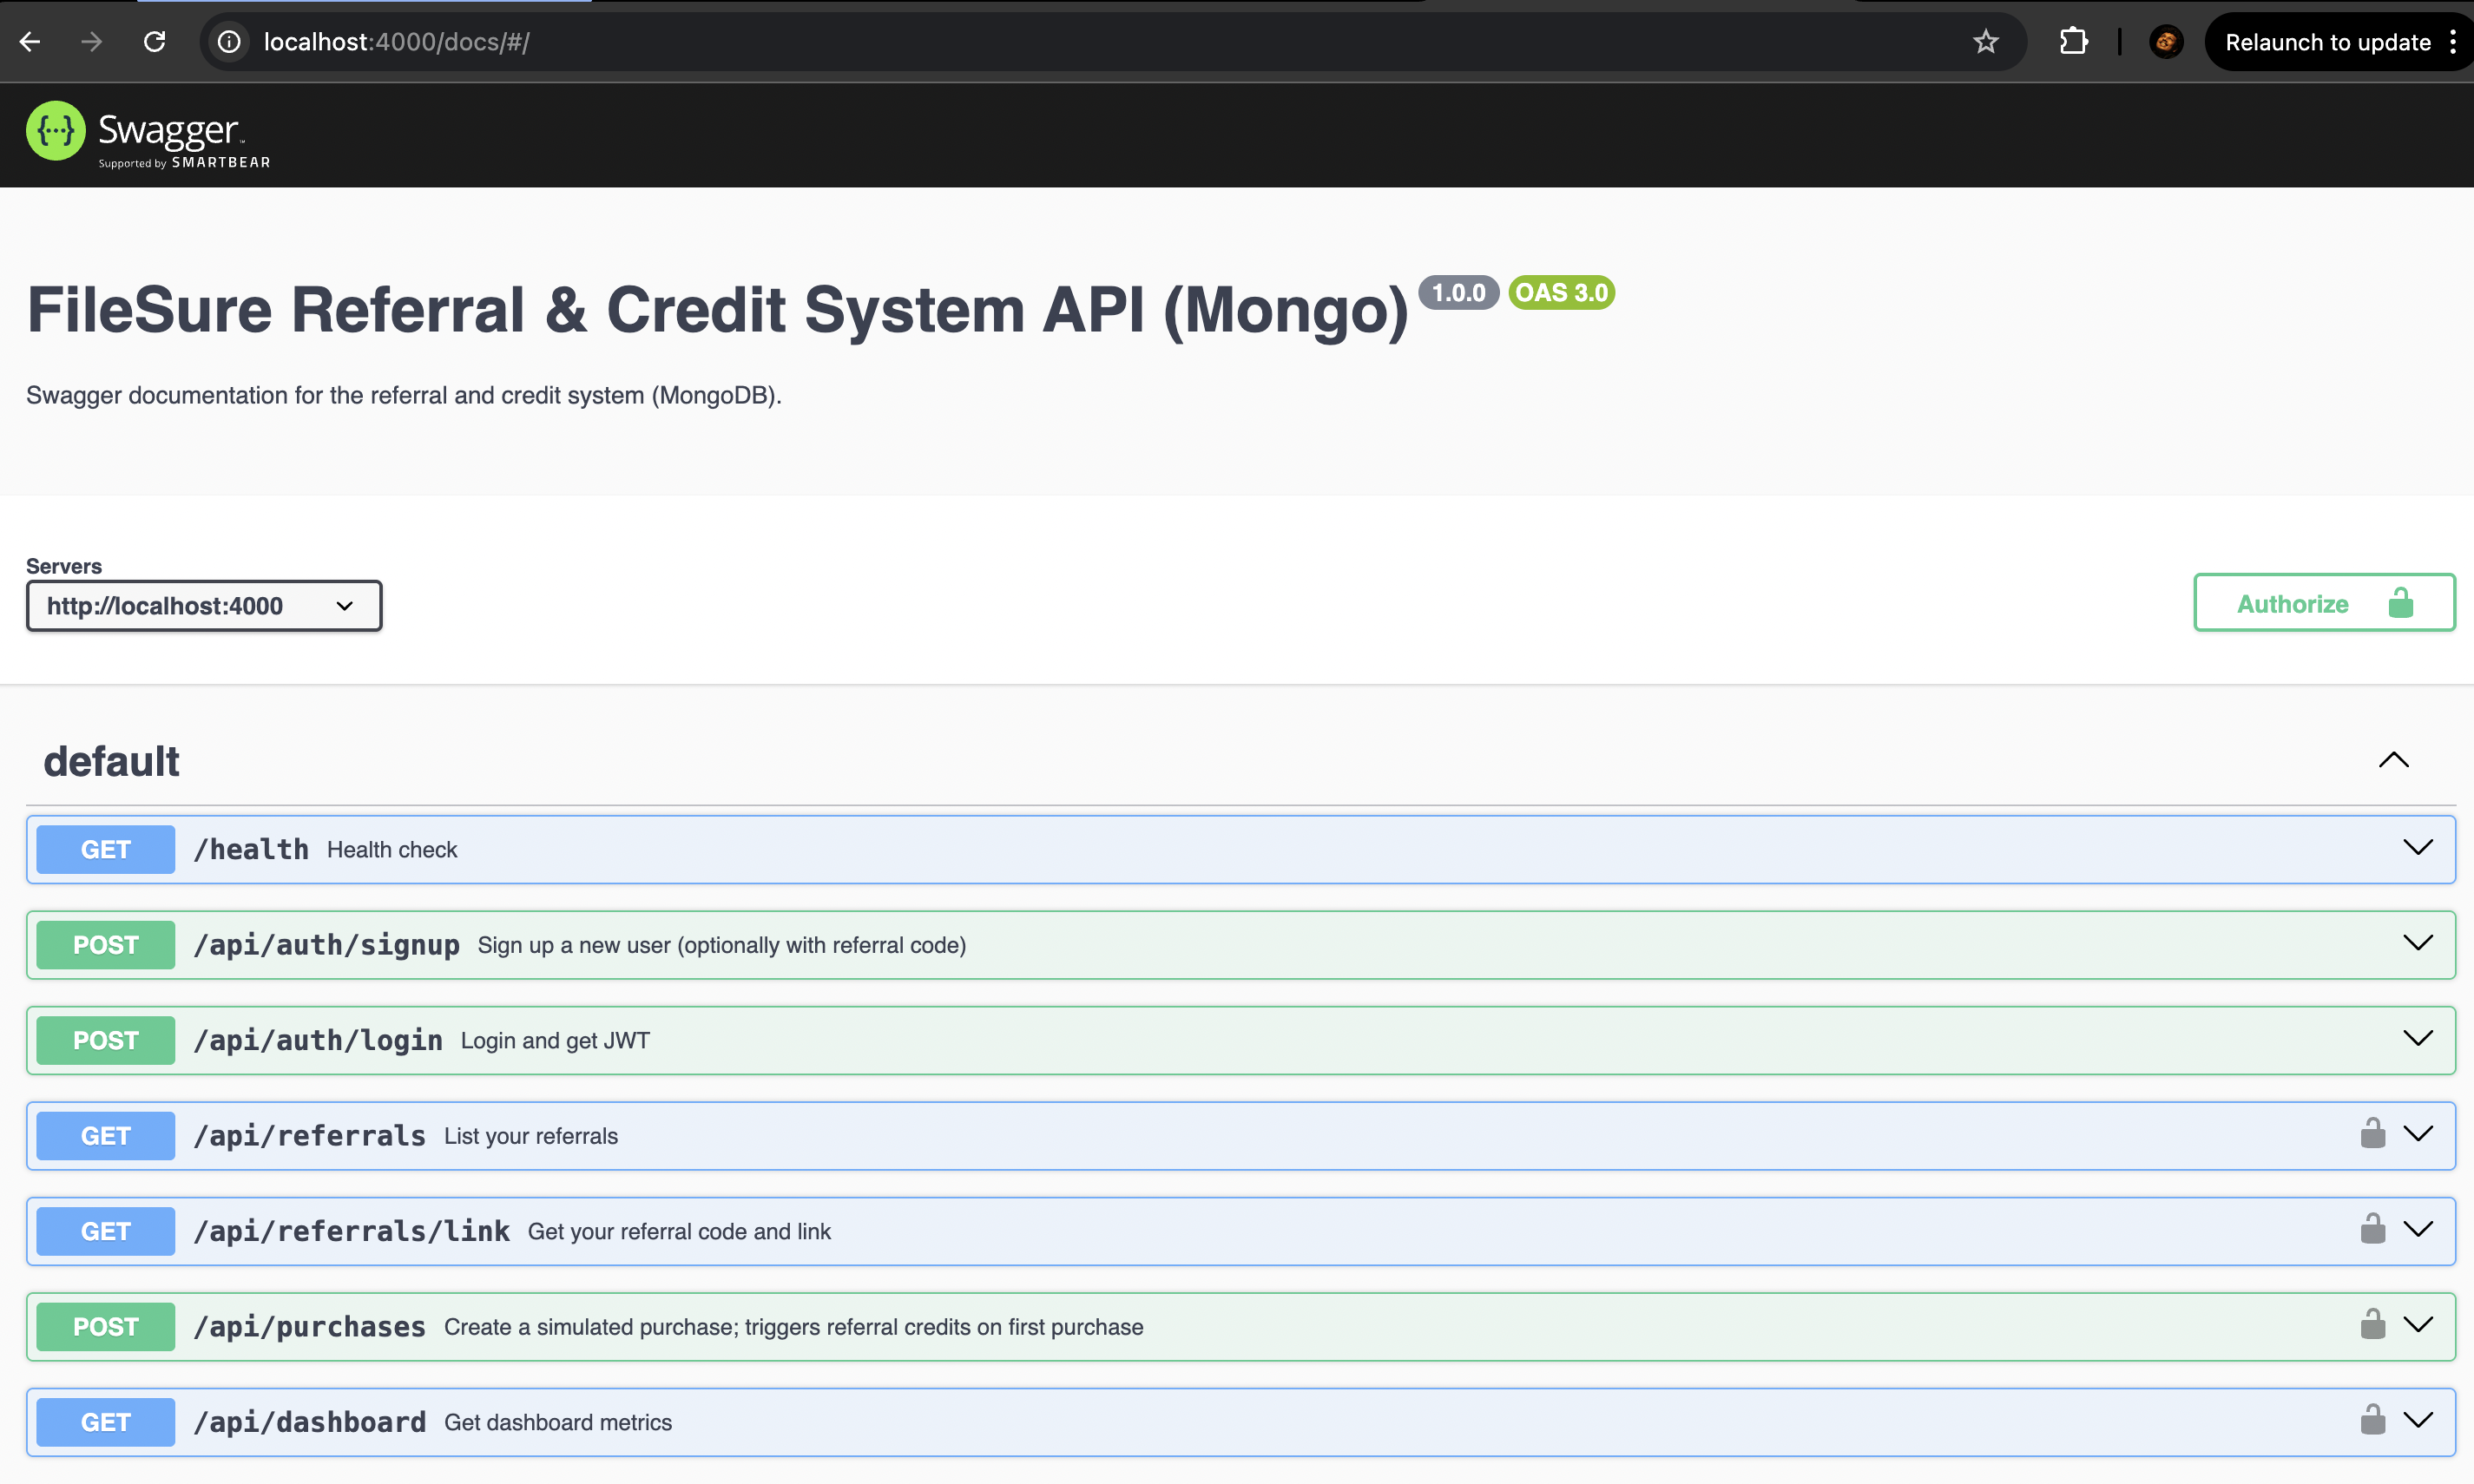 localhost:4000/docs/#/
Relaunch to update
Swagger™
Supported by SMARTBEAR
FileSure Referral & Credit System API (Mongo) 1.0.0 OAS 3.0
Swagger documentation for the referral and credit system (MongoDB).
Servers
http://localhost:4000
Authorize
default
GET /health Health check
POST /api/auth/signup Sign up a new user (optionally with referral code)
POST /api/auth/login Login and get JWT
GET /api/referrals List your referrals
GET /api/referrals/link Get your referral code and link
POST /api/purchases Create a simulated purchase; triggers referral credits on first purchase
GET /api/dashboard Get dashboard metrics